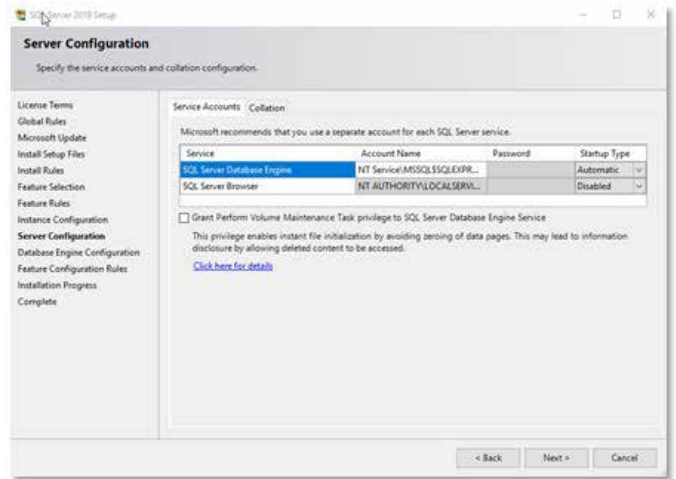 SQL Server 2019 Setup
Server Configuration
Specify the service accounts and collation configuration.
License Terms
Global Rules
Microsoft Update
Install Setup Files
Install Rules
Feature Selection
Feature Rules
Instance Configuration
Server Configuration
Database Engine Configuration
Feature Configuration Rules
Installation Progress
Complete
Service Accounts Collation
Microsoft recommends that you use a separate account for each SQL Server service.
Service Account Name Password Startup Type
SQL Server Database Engine NT Service\MSSQL$SQLEXPR... Automatic
SQL Server Browser NT AUTHORITY\LOCALSERVI... Disabled
Grant Perform Volume Maintenance Task privilege to SQL Server Database Engine Service
This privilege enables instant file initialization by avoiding zeroing of data pages. This may lead to information
disclosure by allowing deleted content to be accessed.
Click here for details
< Back Next > Cancel